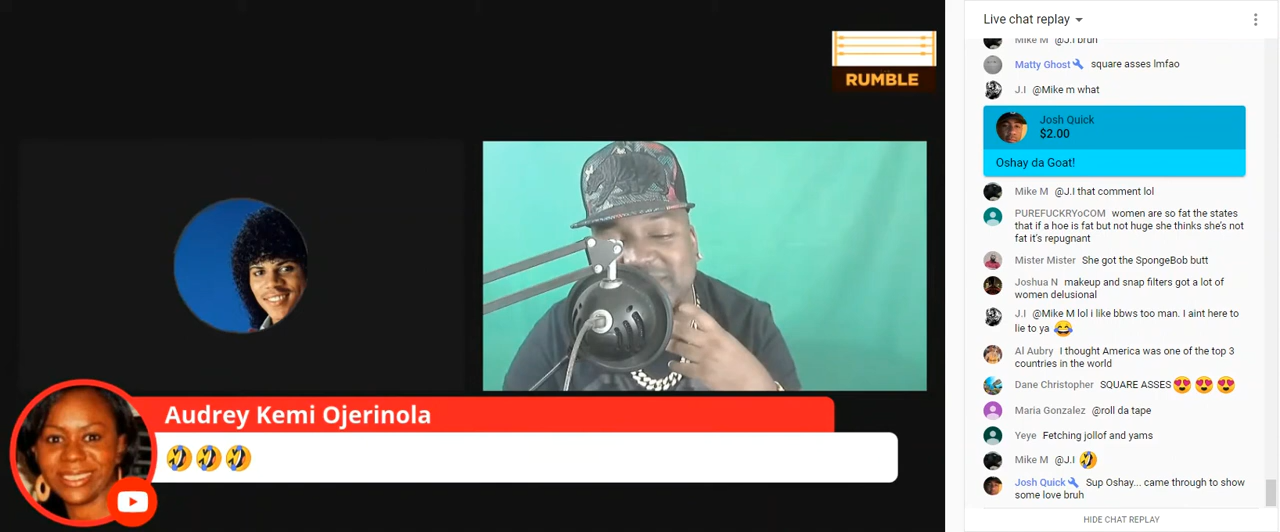 RUMBLE
Audrey Kemi Ojerinola
🤣🤣🤣
Live chat replay
Mike M @J.I bruh
Matty Ghost square asses lmfao
J.I @Mike m what
Josh Quick
$2.00
Oshay da Goat!
Mike M @J.I that comment lol
PUREFUCKRYoCOM women are so fat the states
that if a hoe is fat but not huge she thinks she's not
fat it's repugnant
Mister Mister She got the SpongeBob butt
Joshua N makeup and snap filters got a lot of
women delusional
J.I @Mike M lol i like bbws too man. I aint here to
lie to ya 😂
Al Aubry I thought America was one of the top 3
countries in the world
Dane Christopher SQUARE ASSES😍😍😍
Maria Gonzalez @roll da tape
Yeye Fetching jollof and yams
Mike M @J.I 🤣
Josh Quick Sup Oshay... came through to show
some love bruh
HIDE CHAT REPLAY